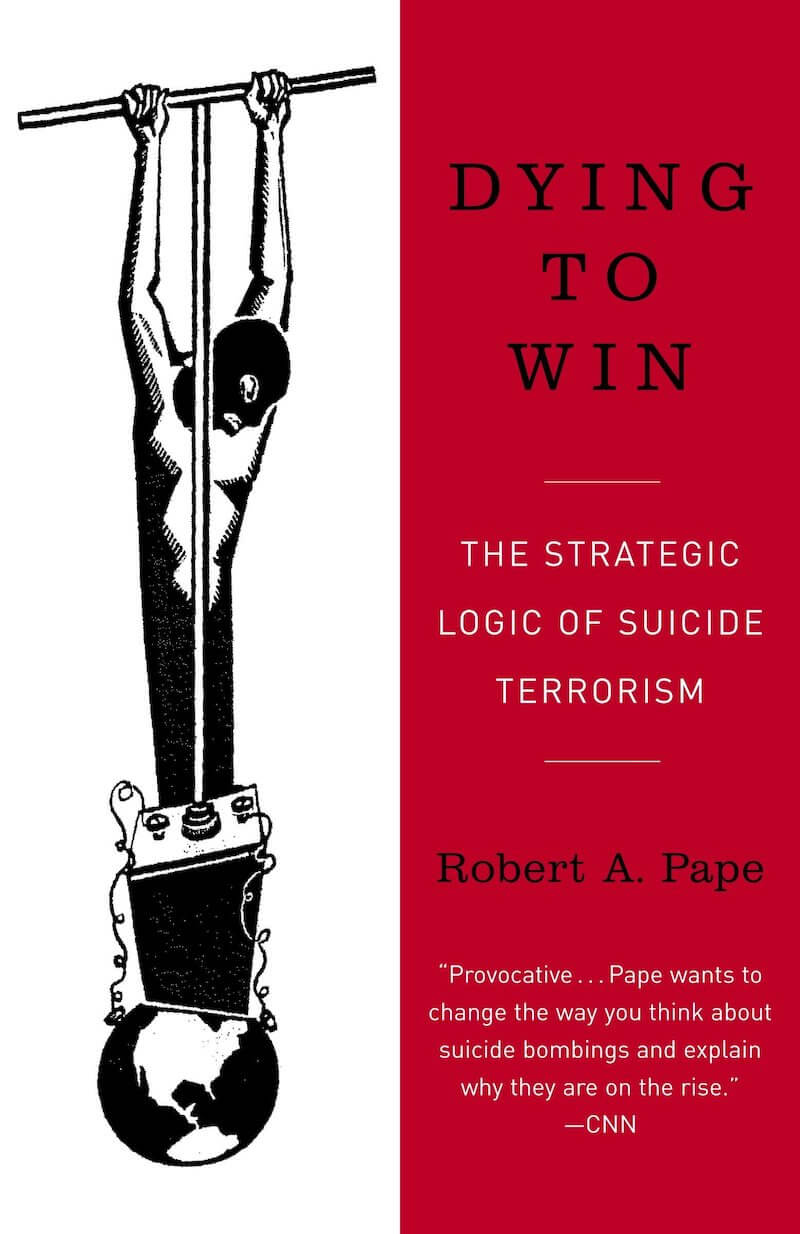 DYING
TO
WIN
THE STRATEGIC
LOGIC OF SUICIDE
TERRORISM
Robert A. Pape
“Provocative . . . Pape wants to
change the way you think about
suicide bombings and explain
why they are on the rise.”
—CNN